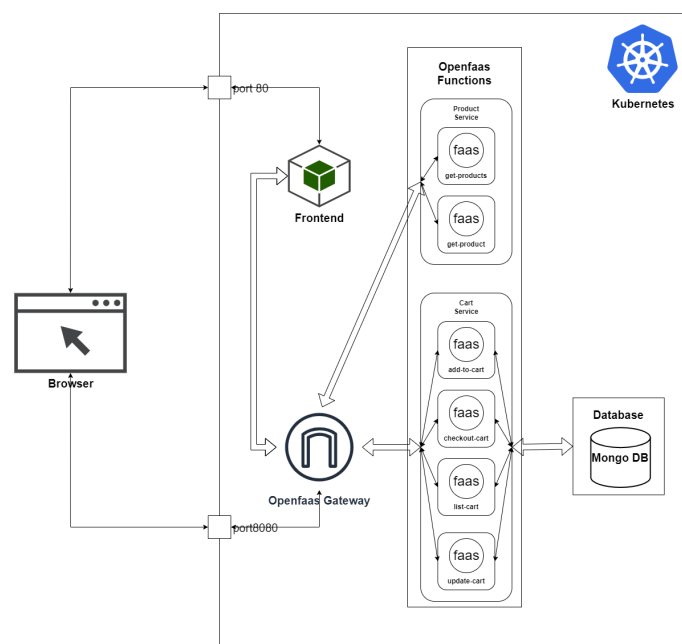 Openfaas
Functions
Kubernetes
port 80
Product
Service
faas
get-products
faas
get-product
Frontend
Browser
Cart
Service
faas
add-to-cart
faas
checkout-cart
faas
list-cart
faas
update-cart
Database
Mongo DB
Openfaas Gateway
port8080